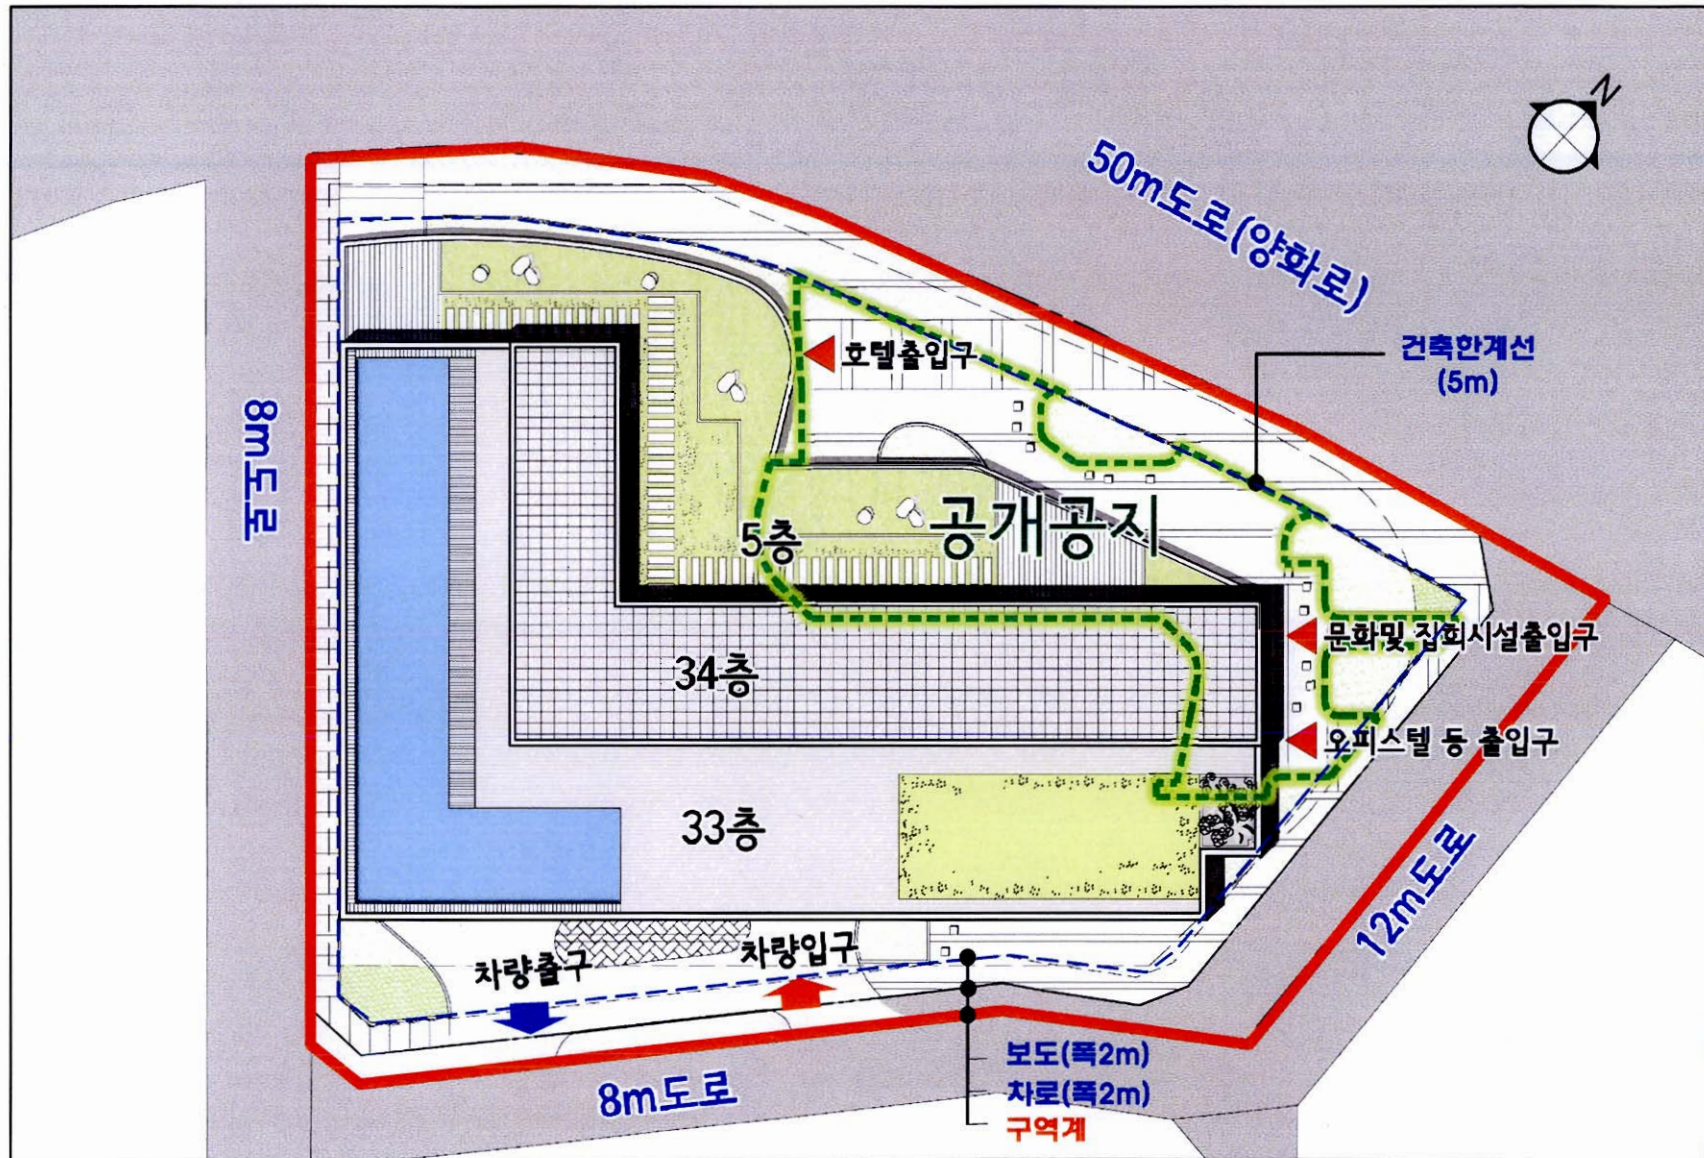 N
50m도로(양화로)
건축한계선
(5m)
호텔출입구
8m도로
공개공지
5층
문화및 집회시설출입구
34층
오피스텔 등 출입구
33층
12m도로
차량출구
차량입구
보도(폭2m)
차로(폭2m)
구역계
8m도로